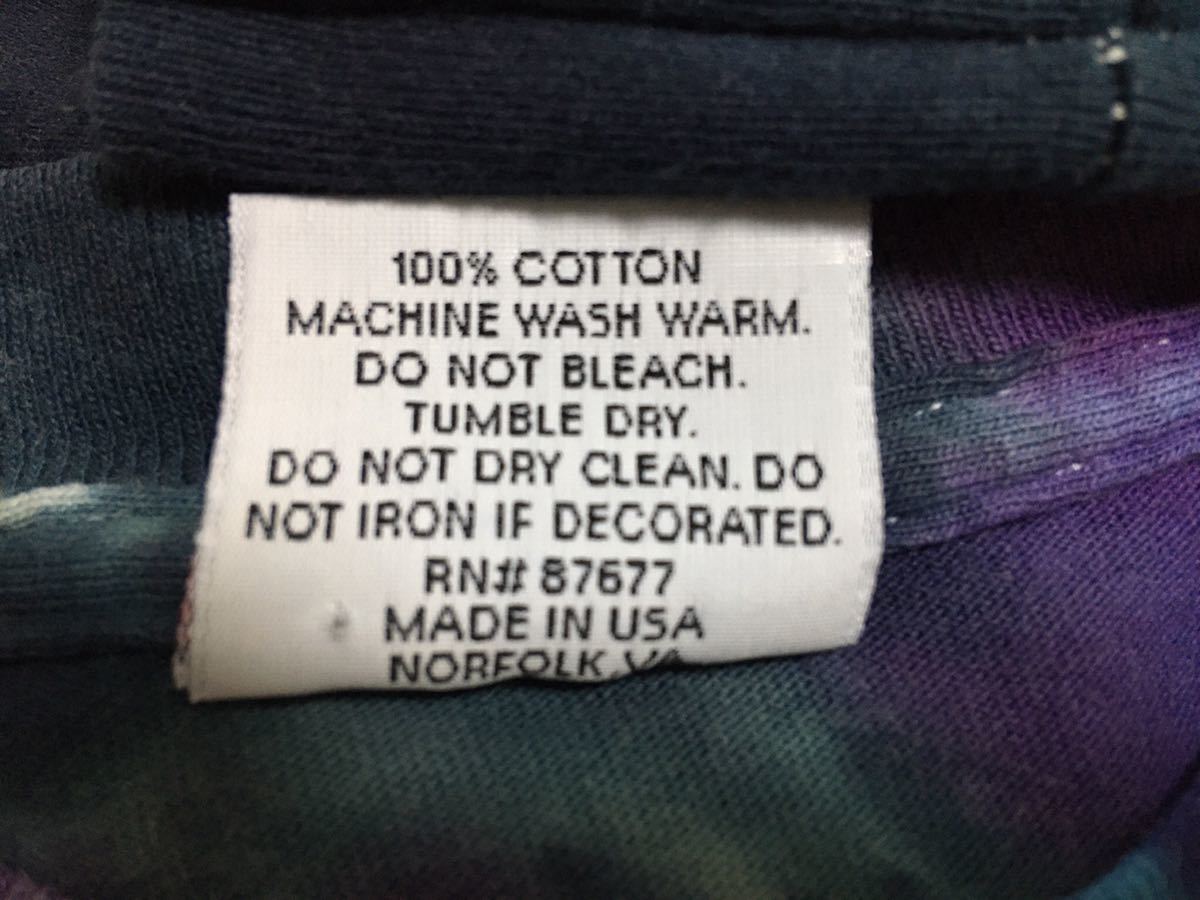 100% COTTON
MACHINE WASH WARM.
DO NOT BLEACH.
TUMBLE DRY.
DO NOT DRY CLEAN. DO
NOT IRON IF DECORATED.
RN# 87677
MADE IN USA
NORFOLK, VA